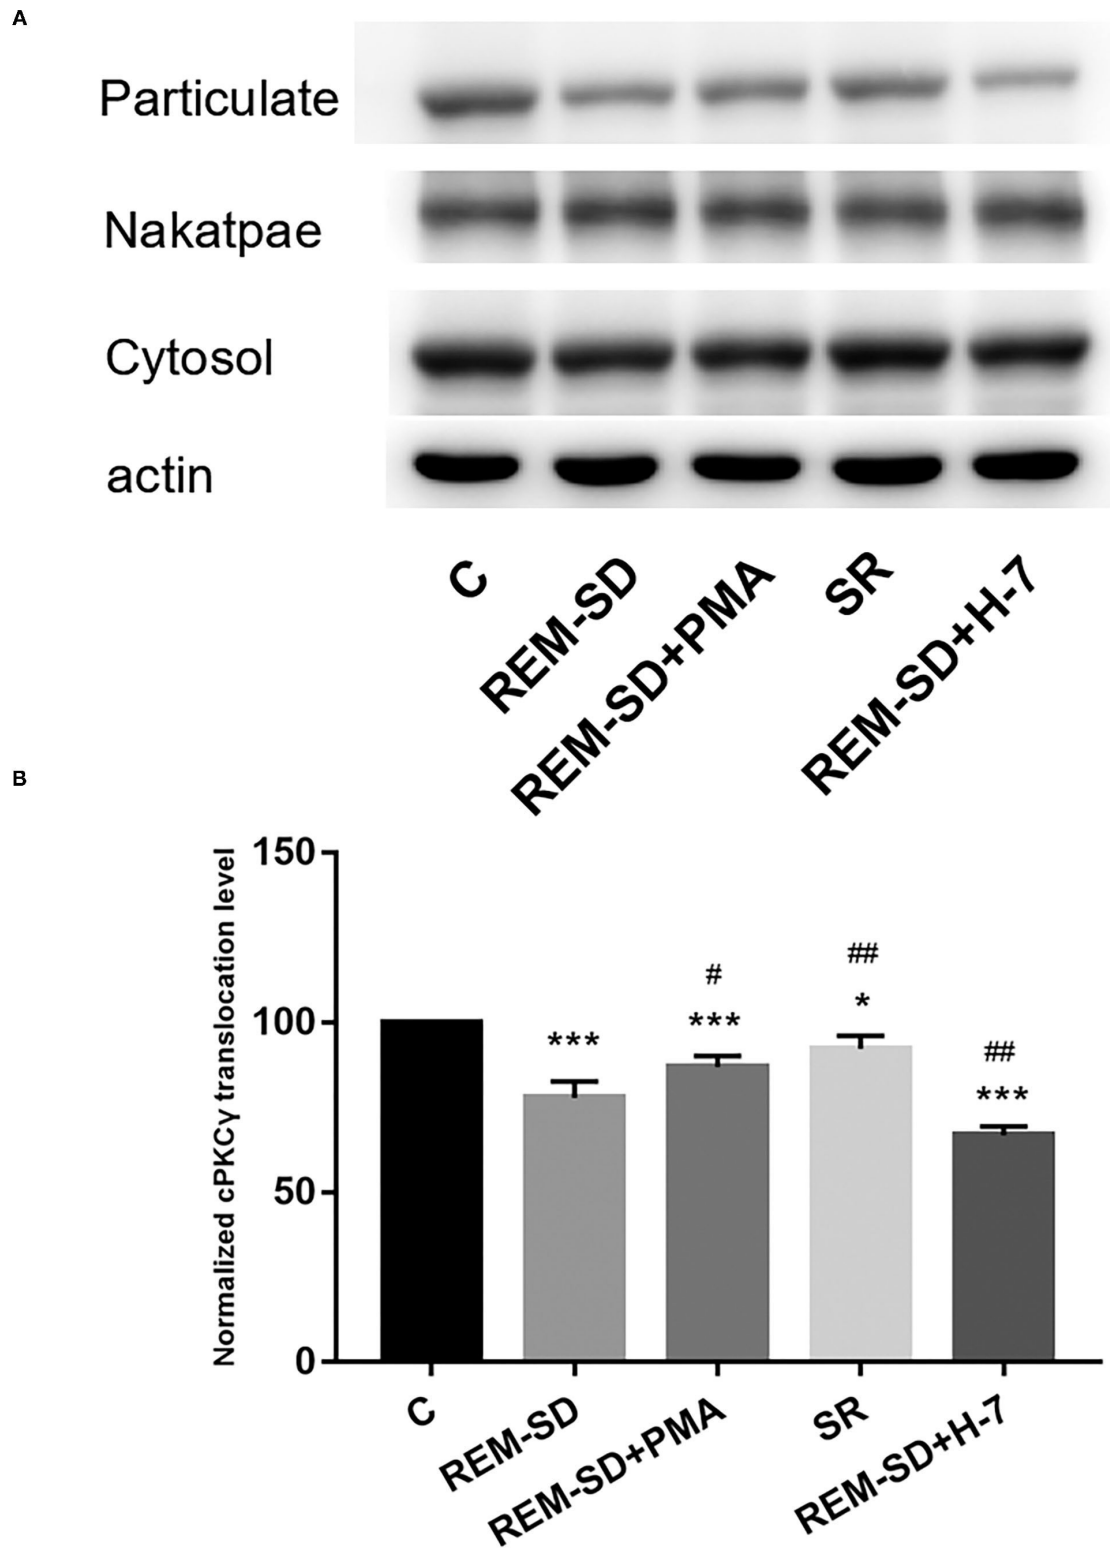 A
Particulate
Nakatpae
Cytosol
actin
C
REM-SD
REM-SD+PMA
SR
REM-SD+H-7
B
Normalized cPKCγ translocation level
150
100
50
0
***
#
***
##
*
##
***
C
REM-SD
REM-SD+PMA
SR
REM-SD+H-7